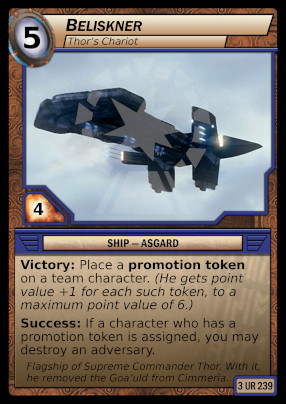 5
BELISKNER
Thor's Chariot
4
SHIP — ASGARD
Victory: Place a promotion token
on a team character. (He gets point
value +1 for each such token, to a
maximum point value of 6.)
Success: If a character who has a
promotion token is assigned, you may
destroy an adversary.
Flagship of Supreme Commander Thor. With it,
he removed the Goa'uld from Cimmeria.
3 UR 239